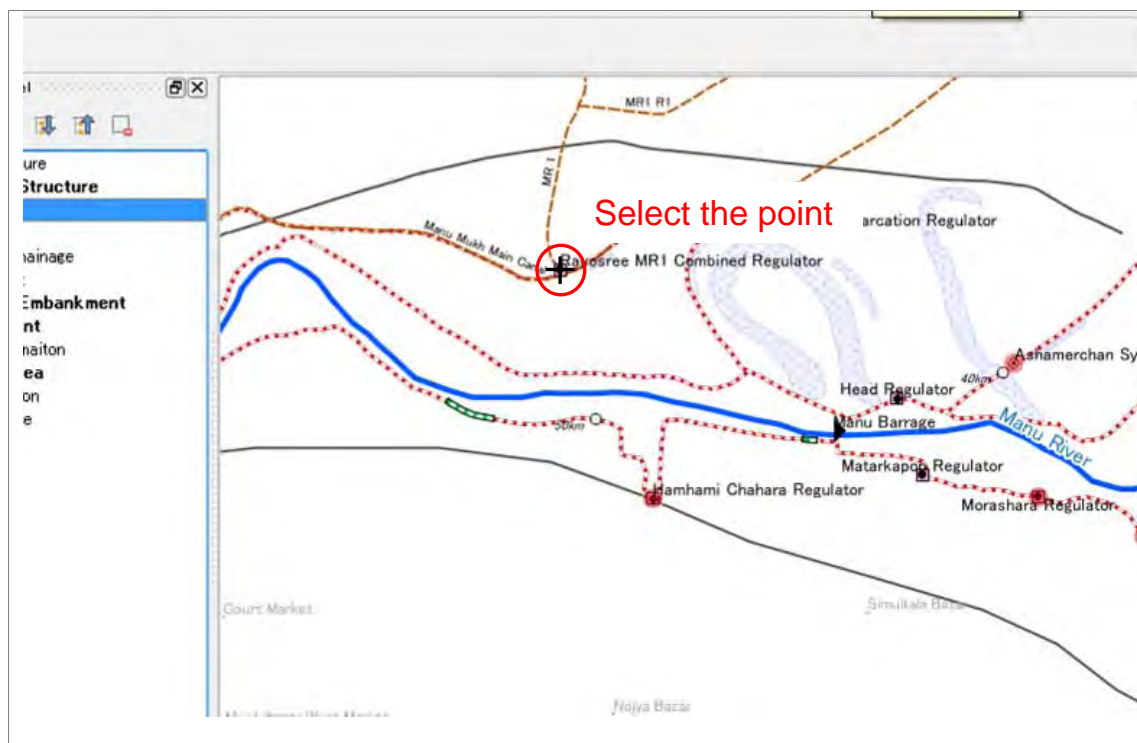 MR1 R1
MR 1
ure
Structure
Select the point
arcation Regulator
Manu Mukh Main Canal
MR1 Combined Regulator
ainage
Embankment
nt
naiton
ea
on
e
Ashamerchan Sy
40km
Head Regulator
50km
Manu Barrage
Manu River
Matarkapon Regulator
Kamhami Chahara Regulator
Morashara Regulator
Court Market
Simultala Bazar
Nojya Bazar